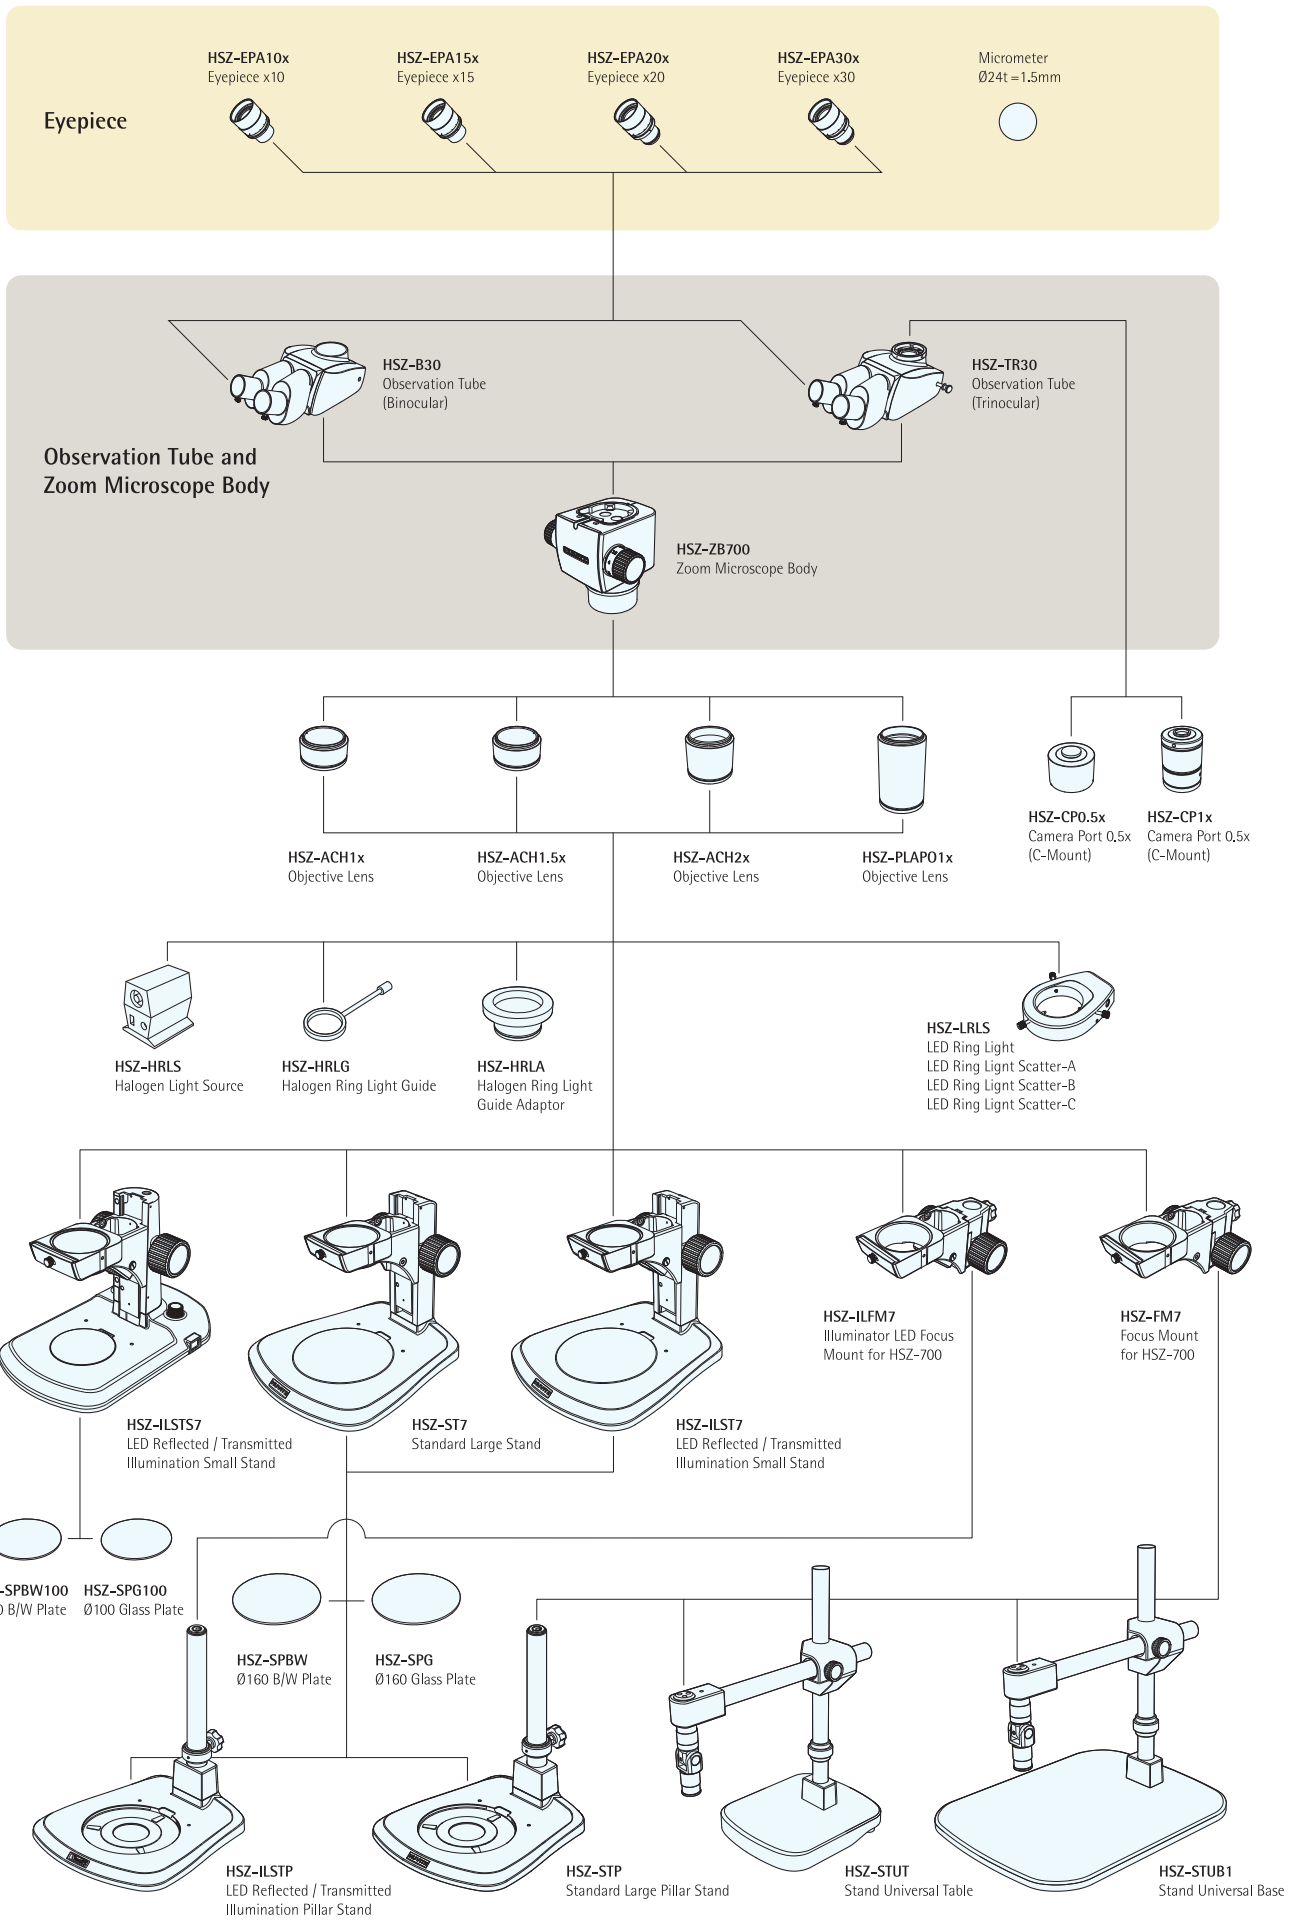 HSZ-EPA10x
Eyepiece x10
HSZ-EPA15x
Eyepiece x15
HSZ-EPA20x
Eyepiece x20
HSZ-EPA30x
Eyepiece x30
Micrometer
Ø24t =1.5mm
Eyepiece
HSZ-B30
Observation Tube
(Binocular)
HSZ-TR30
Observation Tube
(Trinocular)
Observation Tube and
Zoom Microscope Body
HSZ-ZB700
Zoom Microscope Body
HSZ-CP0.5x
Camera Port 0.5x
(C-Mount)
HSZ-CP1x
Camera Port 0.5x
(C-Mount)
HSZ-ACH1x
Objective Lens
HSZ-ACH1.5x
Objective Lens
HSZ-ACH2x
Objective Lens
HSZ-PLAPO1x
Objective Lens
HSZ-HRLS
Halogen Light Source
HSZ-HRLG
Halogen Ring Light Guide
HSZ-HRLA
Halogen Ring Light
Guide Adaptor
HSZ-LRLS
LED Ring Light
LED Ring Lignt Scatter-A
LED Ring Lignt Scatter-B
LED Ring Lignt Scatter-C
HSZ-ILFM7
Illuminator LED Focus
Mount for HSZ-700
HSZ-FM7
Focus Mount
for HSZ-700
HSZ-ILSTS7
LED Reflected / Transmitted
Illumination Small Stand
HSZ-ST7
Standard Large Stand
HSZ-ILST7
LED Reflected / Transmitted
Illumination Small Stand
-SPBW100
0 B/W Plate
HSZ-SPG100
Ø100 Glass Plate
HSZ-SPBW
Ø160 B/W Plate
HSZ-SPG
Ø160 Glass Plate
HSZ-ILSTP
LED Reflected / Transmitted
Illumination Pillar Stand
HSZ-STP
Standard Large Pillar Stand
HSZ-STUT
Stand Universal Table
HSZ-STUB1
Stand Universal Base